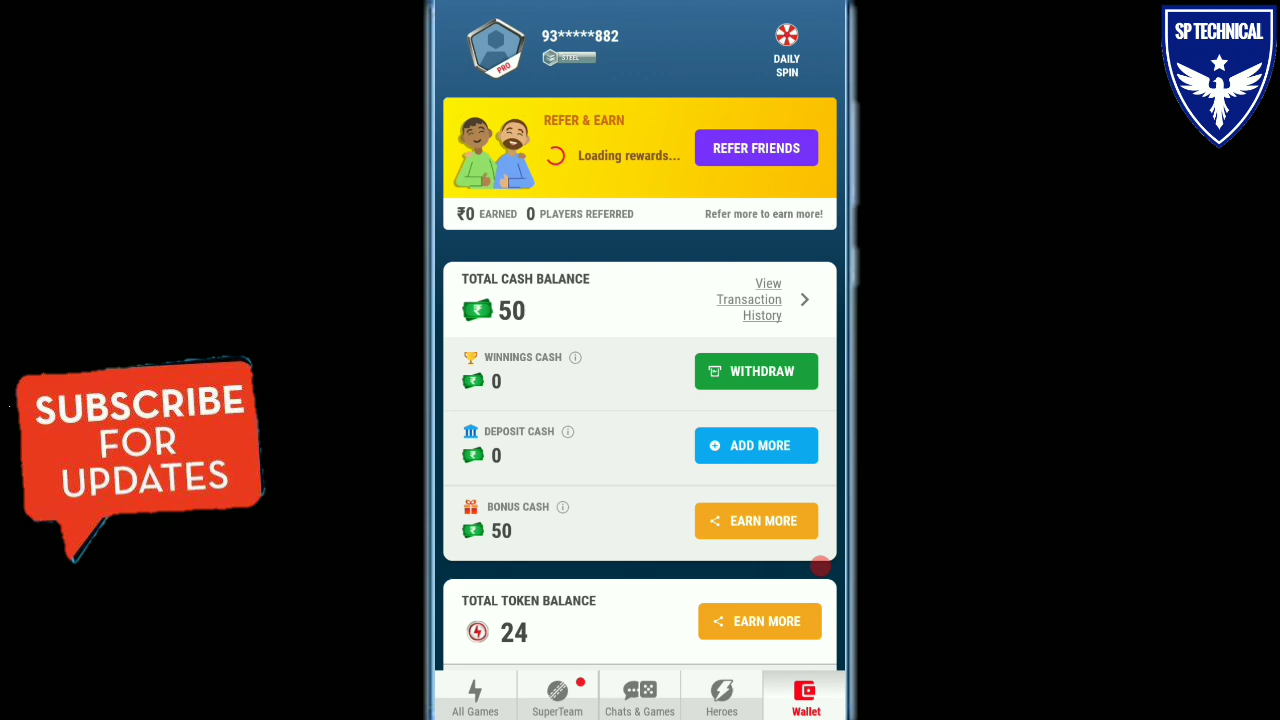 SP TECHNICAL
93*****882
STEEL
PRO
DAILY
SPIN
REFER & EARN
Loading rewards...
REFER FRIENDS
₹0 EARNED 0 PLAYERS REFERRED
Refer more to earn more!
TOTAL CASH BALANCE
50
View
Transaction
History
WINNINGS CASH
0
WITHDRAW
DEPOSIT CASH
0
ADD MORE
BONUS CASH
50
EARN MORE
TOTAL TOKEN BALANCE
24
EARN MORE
All Games
SuperTeam
Chats & Games
Heroes
Wallet
SUBSCRIBE
FOR
UPDATES